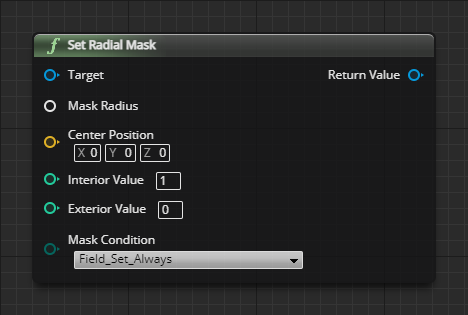 f Set Radial Mask
Target
Return Value
Mask Radius
Center Position
X 0 Y 0 Z 0
Interior Value 1
Exterior Value 0
Mask Condition
Field_Set_Always